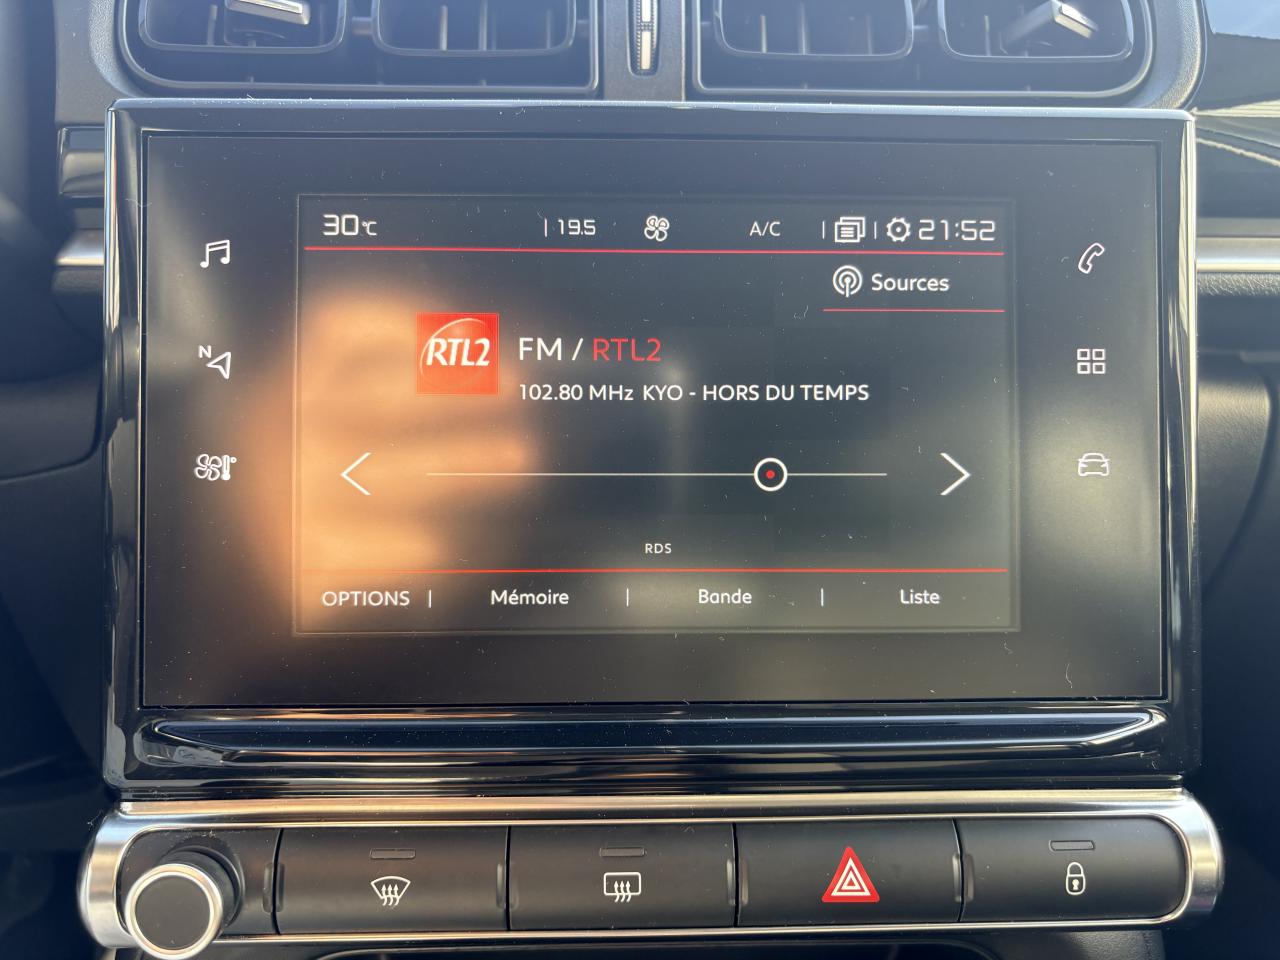 30°C | 19.5 A/C | | 21:52
Sources
RTL2
FM / RTL2
102.80 MHz KYO - HORS DU TEMPS
RDS
OPTIONS | Mémoire | Bande | Liste
N